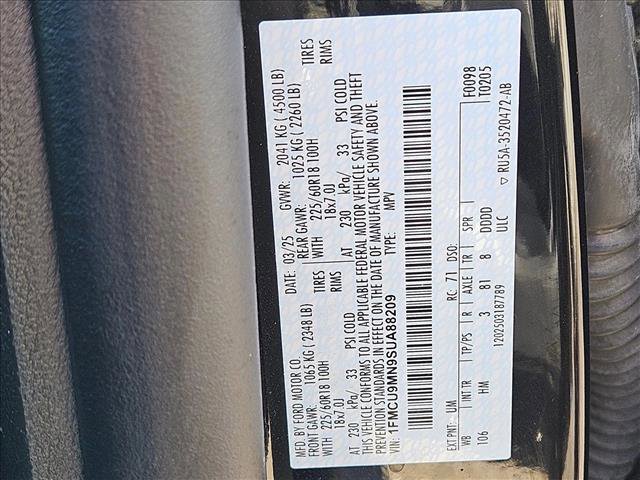 MFD. BY FORD MOTOR CO.
DATE: 03/25 GVWR: 2041 KG ( 4500 LB)
FRONT GAWR: 1065 KG ( 2348 LB) REAR GAWR: 1025 KG ( 2260 LB)
WITH 225/60R18 100H TIRES WITH 225/60R18 100H TIRES
18x7.0J RIMS 18x7.0J RIMS
AT 230 kPa/ 33 PSI COLD AT 230 kPa/ 33 PSI COLD
THIS VEHICLE CONFORMS TO ALL APPLICABLE FEDERAL MOTOR VEHICLE SAFETY AND THEFT
PREVENTION STANDARDS IN EFFECT ON THE DATE OF MANUFACTURE SHOWN ABOVE.
VIN: 1FMCU9MN9SUA88209 TYPE: MPV
F0098
T0205
EXT PNT: UM RC: 71 DSO:
WB INT TR TP/PS R AXLE TR SPR
106 HM 3 81 8 DDDD
ULC
1202503187789 ▽ RU5A-3520472-AB